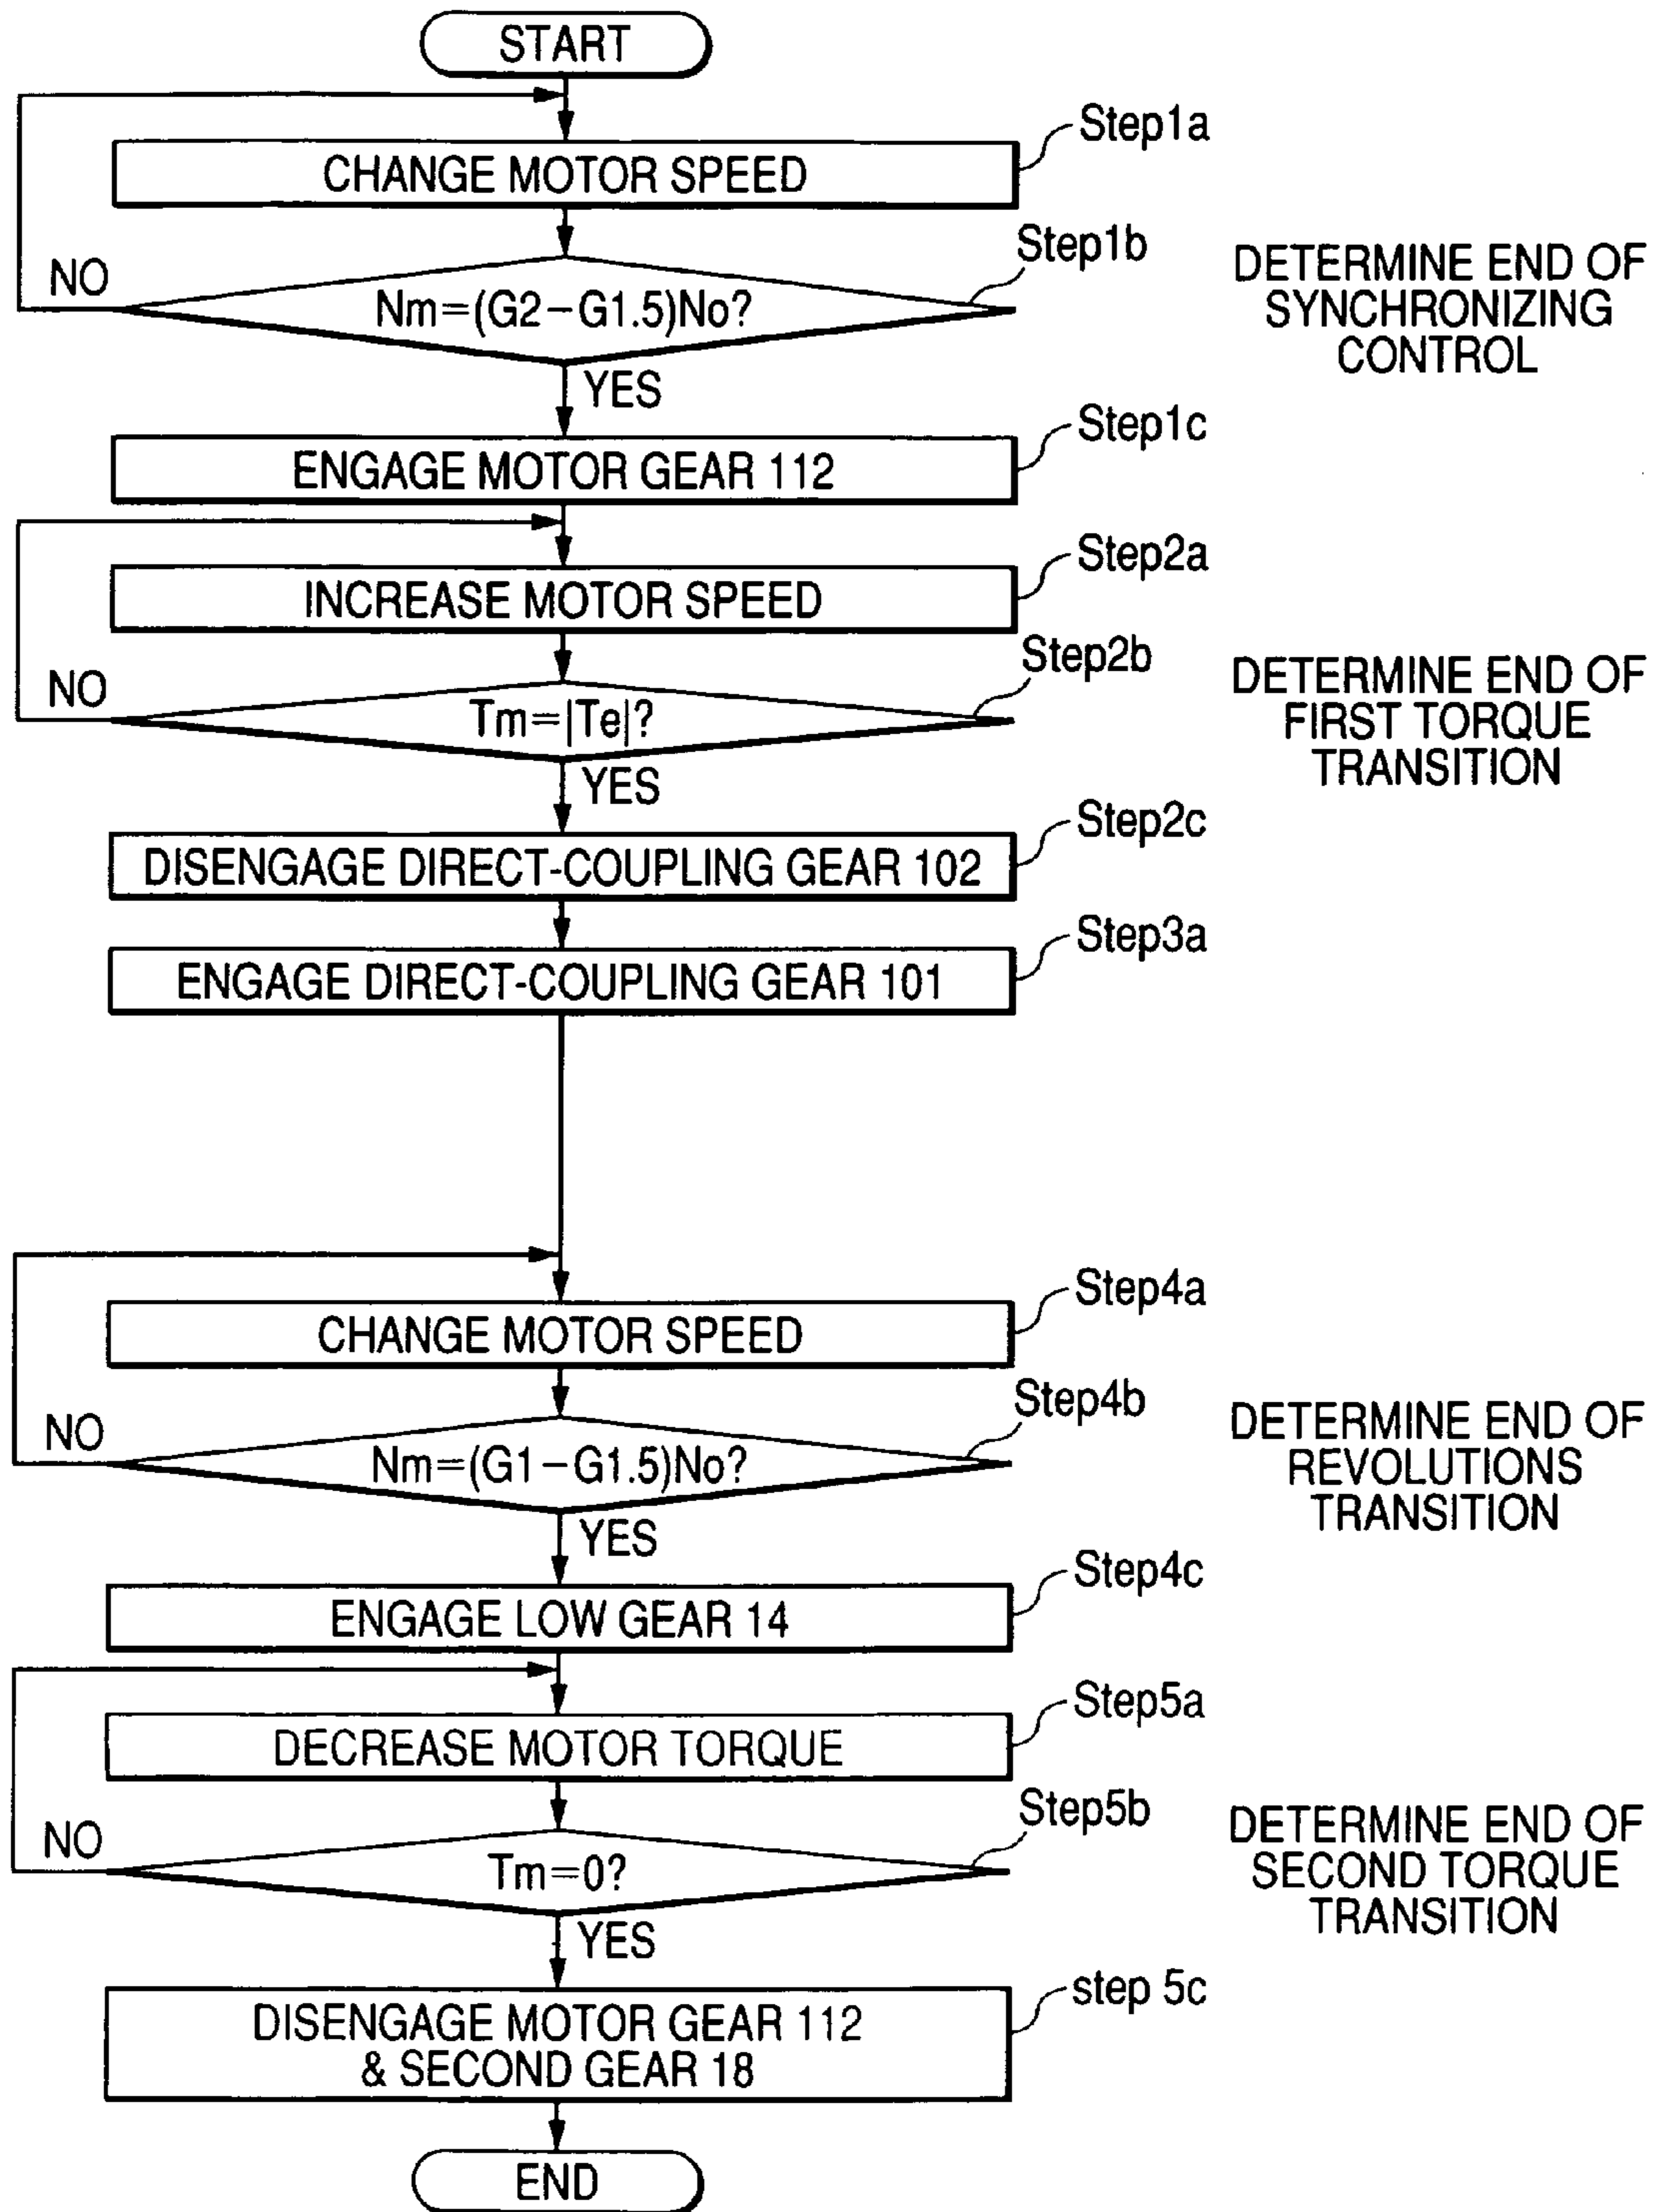 START
Step1a
CHANGE MOTOR SPEED
Step1b
NO
Nm=(G2-G1.5)No?
DETERMINE END OF
SYNCHRONIZING
CONTROL
YES
Step1c
ENGAGE MOTOR GEAR 112
Step2a
INCREASE MOTOR SPEED
Step2b
NO
Tm=|Te|?
DETERMINE END OF
FIRST TORQUE
TRANSITION
YES
Step2c
DISENGAGE DIRECT-COUPLING GEAR 102
Step3a
ENGAGE DIRECT-COUPLING GEAR 101
Step4a
CHANGE MOTOR SPEED
Step4b
NO
Nm=(G1-G1.5)No?
DETERMINE END OF
REVOLUTIONS
TRANSITION
YES
Step4c
ENGAGE LOW GEAR 14
Step5a
DECREASE MOTOR TORQUE
Step5b
NO
Tm=0?
DETERMINE END OF
SECOND TORQUE
TRANSITION
YES
step 5c
DISENGAGE MOTOR GEAR 112
& SECOND GEAR 18
END